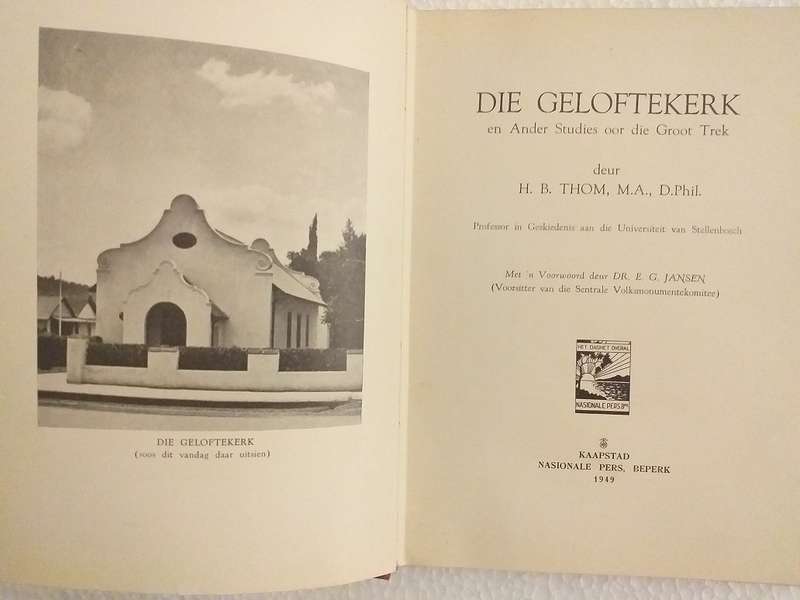 DIE GELOFTEKERK
(soos dit vandag daar uitsien)
DIE GELOFTEKERK
en Ander Studies oor die Groot Trek
deur
H. B. THOM, M.A., D.Phil.
Professor in Geskiedenis aan die Universiteit van Stellenbosch
Met 'n Voorwoord deur DR. E. G. JANSEN
(Voorsitter van die Sentrale Volksmonumentekomitee)
HET DAGHET OVERAL
NASIONALE PERS BPK
KAAPSTAD
NASIONALE PERS, BEPERK
1949